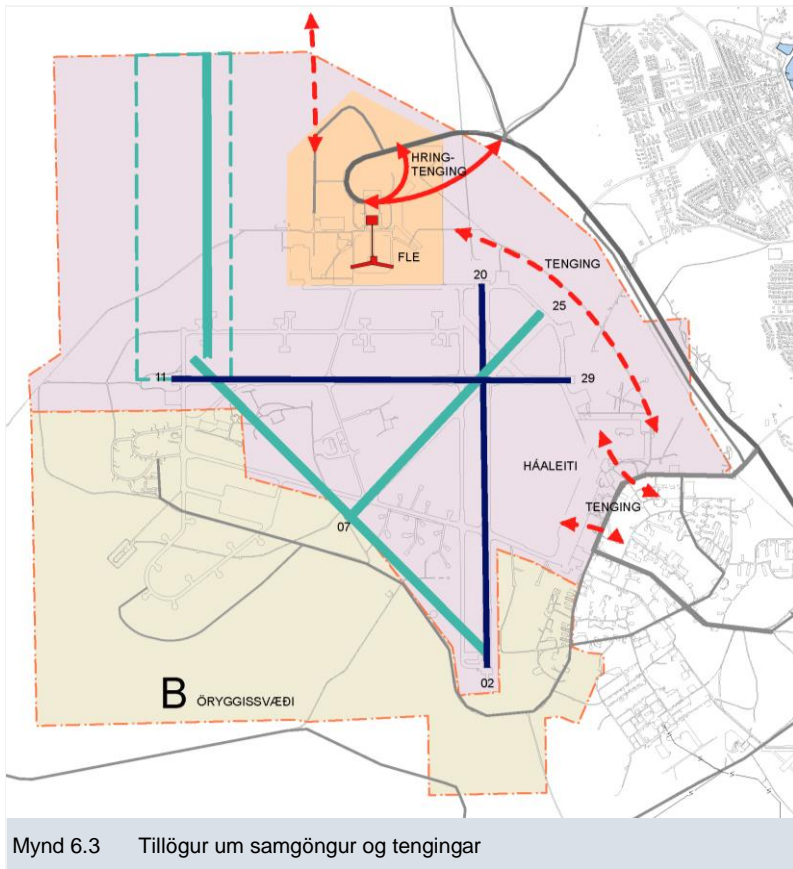 HRING-
TENGING
FLE
TENGING
20
25
11
29
HÁALEITI
TENGING
07
B ÖRYGGISSVÆÐI
02
Mynd 6.3 Tillögur um samgöngur og tengingar